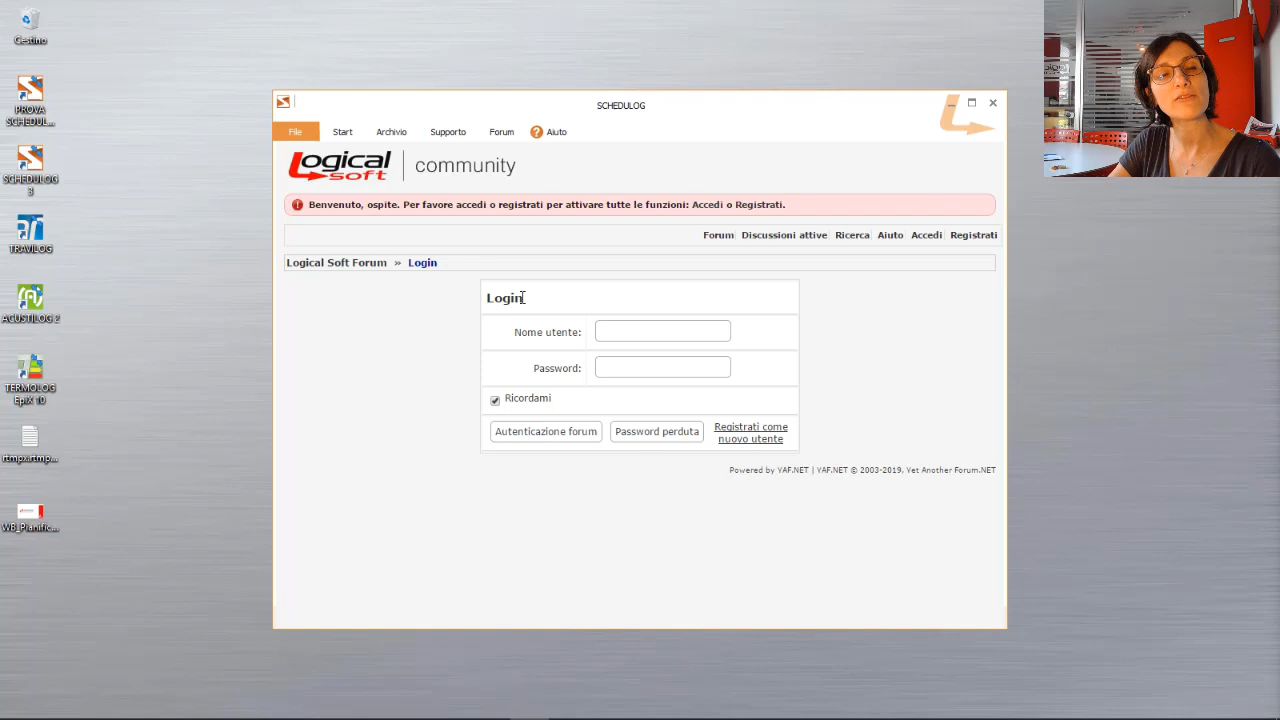 Cestino
PROVA
SCHEDUL...
SCHEDULOG
3
TRAVILOG
ACUSTILOG 2
TERMOLOG
EpiX 10
rtmpx.rtmp...
WB_Planific...
SCHEDULOG
File Start Archivio Supporto Forum ? Aiuto
Logical Soft community
Benvenuto, ospite. Per favore accedi o registrati per attivare tutte le funzioni: Accedi o Registrati.
Forum Discussioni attive Ricerca Aiuto Accedi Registrati
Logical Soft Forum » Login
Login
Nome utente:
Password:
Ricordami
Autenticazione forum Password perduta Registrati come
nuovo utente
Powered by YAF.NET | YAF.NET © 2003-2019, Yet Another Forum.NET